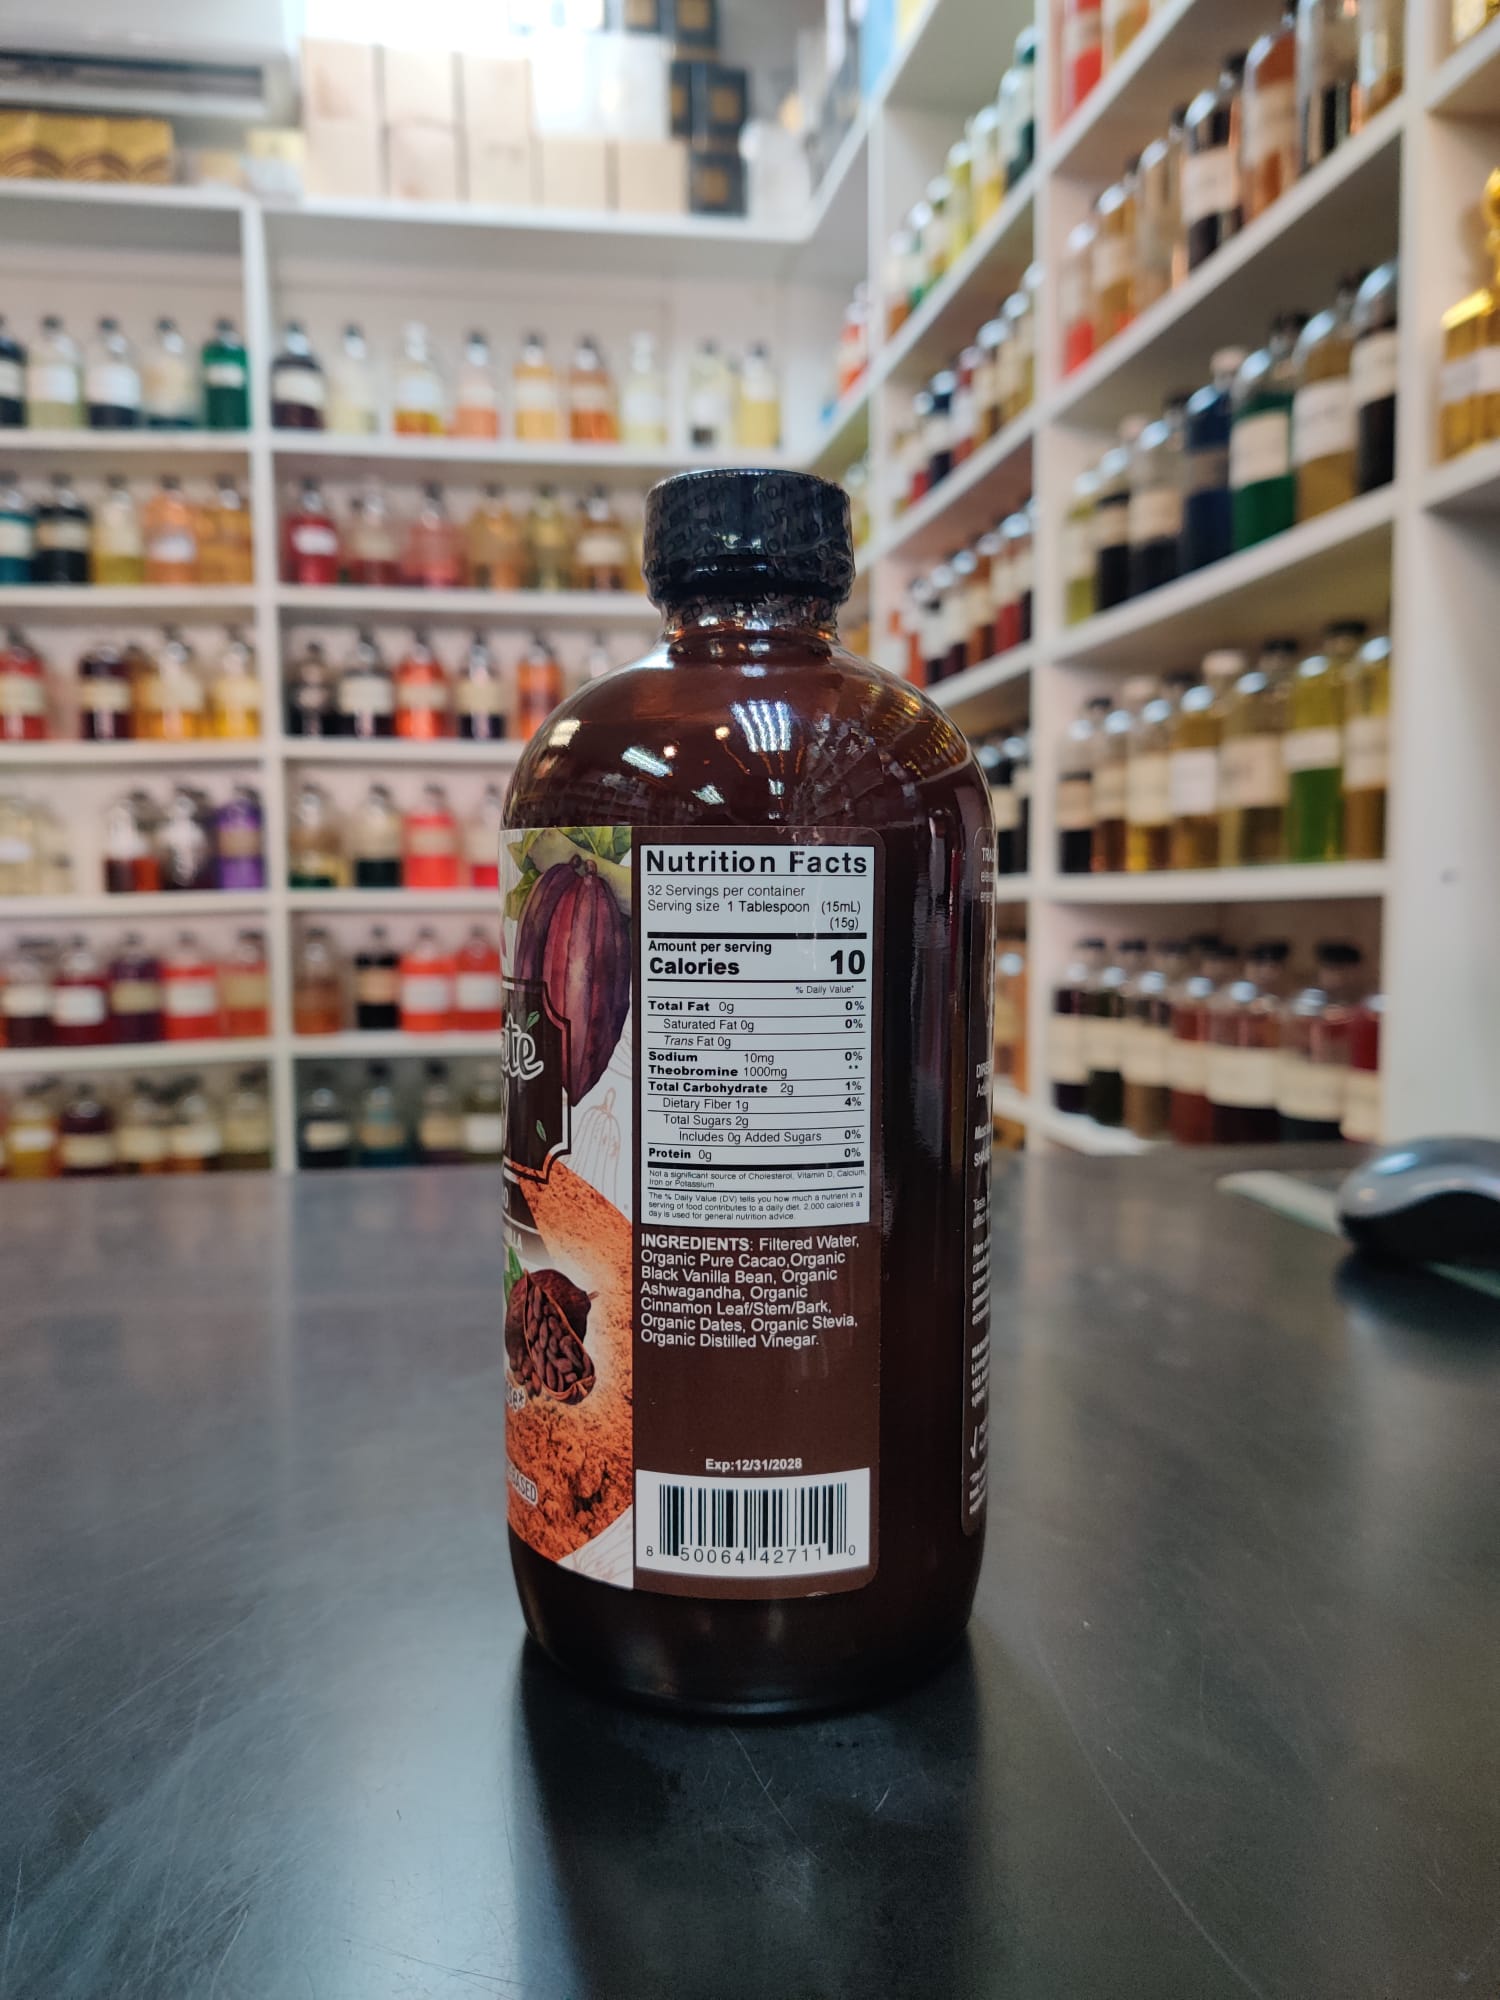 Nutrition Facts
32 Servings per container
Serving size 1 Tablespoon (15mL)
(15g)
Amount per serving
Calories 10
% Daily Value*
Total Fat 0g 0%
Saturated Fat 0g 0%
Trans Fat 0g
Sodium 10mg 0%
Theobromine 1000mg **
Total Carbohydrate 2g 1%
Dietary Fiber 1g 4%
Total Sugars 2g
Includes 0g Added Sugars 0%
Protein 0g 0%
Not a significant source of Cholesterol, Vitamin D, Calcium,
Iron or Potassium
The % Daily Value (DV) tells you how much a nutrient in a
serving of food contributes to a daily diet. 2,000 calories a
day is used for general nutrition advice.
INGREDIENTS: Filtered Water,
Organic Pure Cacao,Organic
Black Vanilla Bean, Organic
Ashwagandha, Organic
Cinnamon Leaf/Stem/Bark,
Organic Dates, Organic Stevia,
Organic Distilled Vinegar.
Exp:12/31/2028
8 50064 42711 0